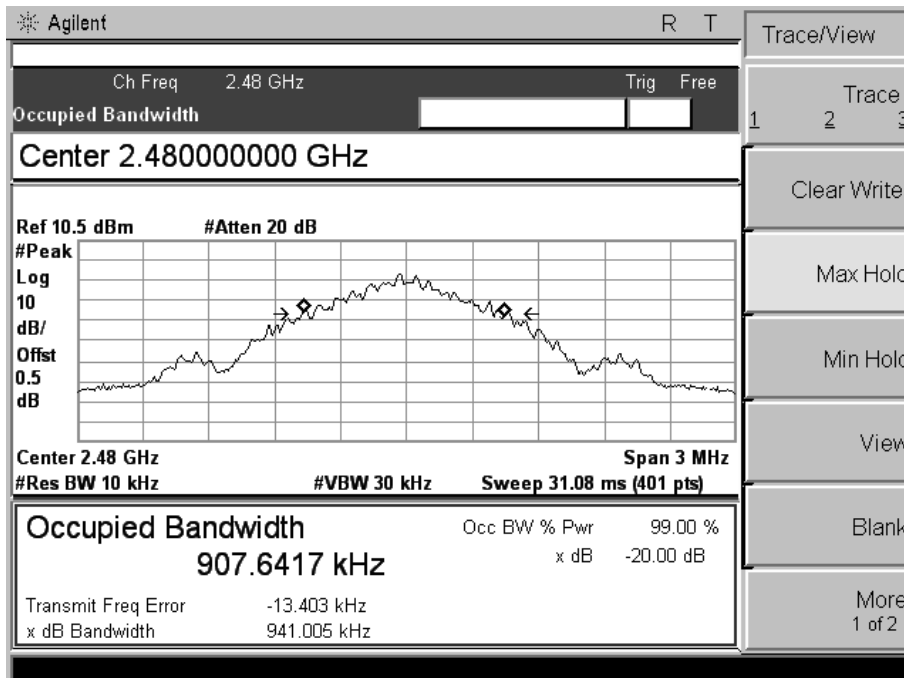 Agilent
R T
Trace/View
Ch Freq 2.48 GHz
Trig Free
Occupied Bandwidth
Center 2.480000000 GHz
Ref 10.5 dBm #Atten 20 dB
#Peak
Log
10
dB/
Offst
0.5
dB
Center 2.48 GHz
Span 3 MHz
#Res BW 10 kHz #VBW 30 kHz Sweep 31.08 ms (401 pts)
Occupied Bandwidth
907.6417 kHz
Occ BW % Pwr 99.00 %
x dB -20.00 dB
Transmit Freq Error -13.403 kHz
x dB Bandwidth 941.005 kHz
Trace
1 2 3
Clear Write
Max Hold
Min Hold
View
Blank
More
1 of 2